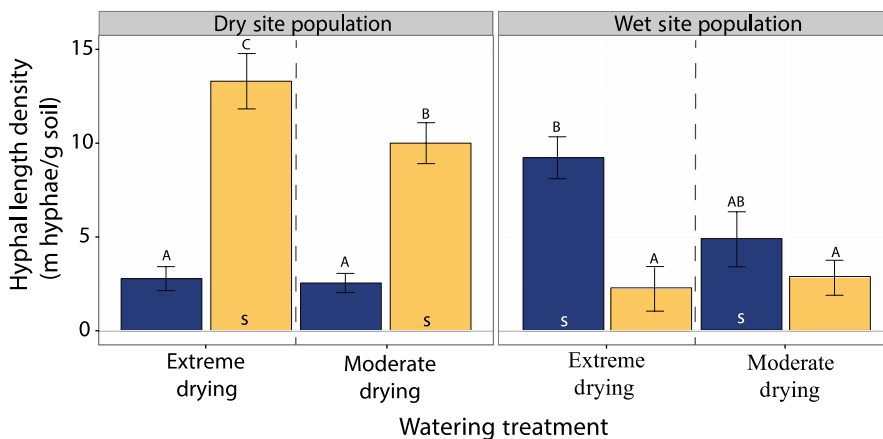 Dry site population
Wet site population
Hyphal length density
(m hyphae/g soil)
15
10
5
0
A
C
S
A
B
S
B
S
A
AB
S
A
Extreme
drying
Moderate
drying
Extreme
drying
Moderate
drying
Watering treatment